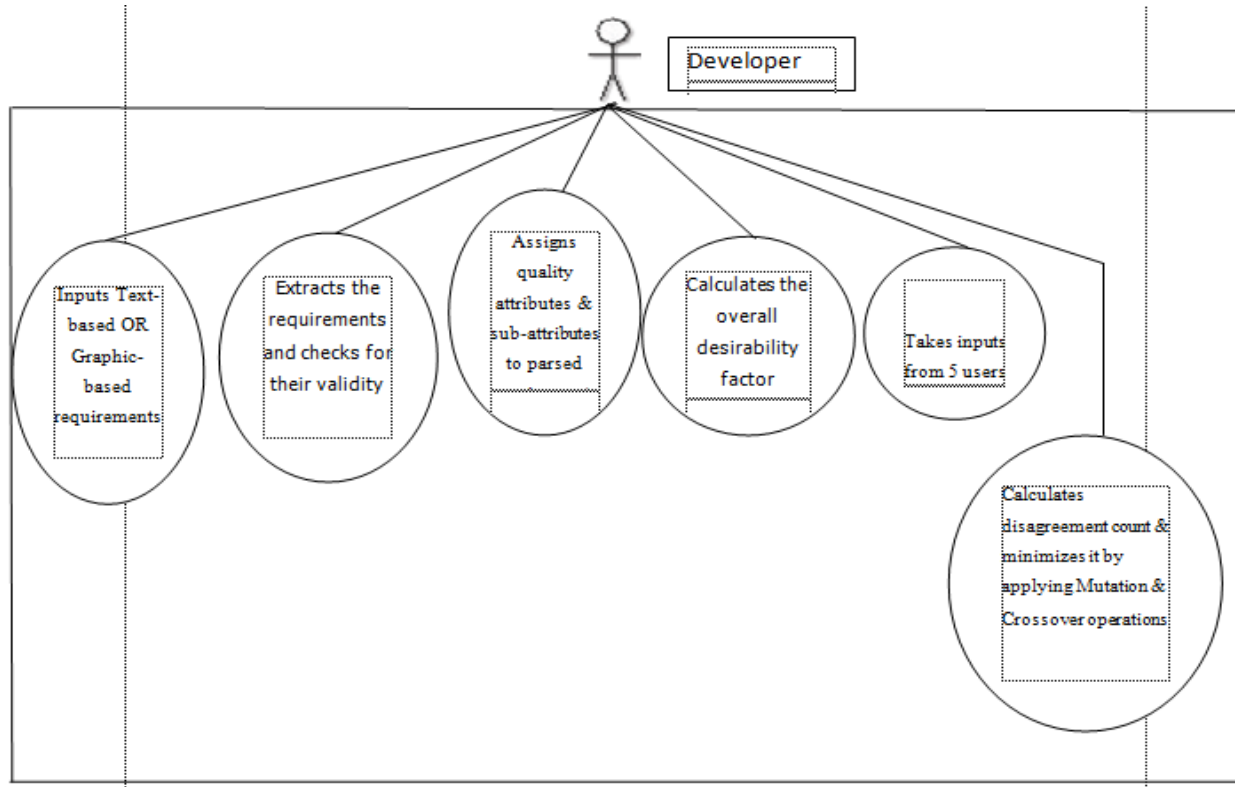 Developer
Inputs Text-
based OR
Graphic-
based
requirements
Extracts the
requirements
and checks for
their validity
Assigns
quality
attributes &
sub-attributes
to parsed
Calculates the
overall
desirability
factor
Takes inputs
from 5 users
Calculates
disagreement count &
minimizes it by
applying Mutation &
Crossover operations